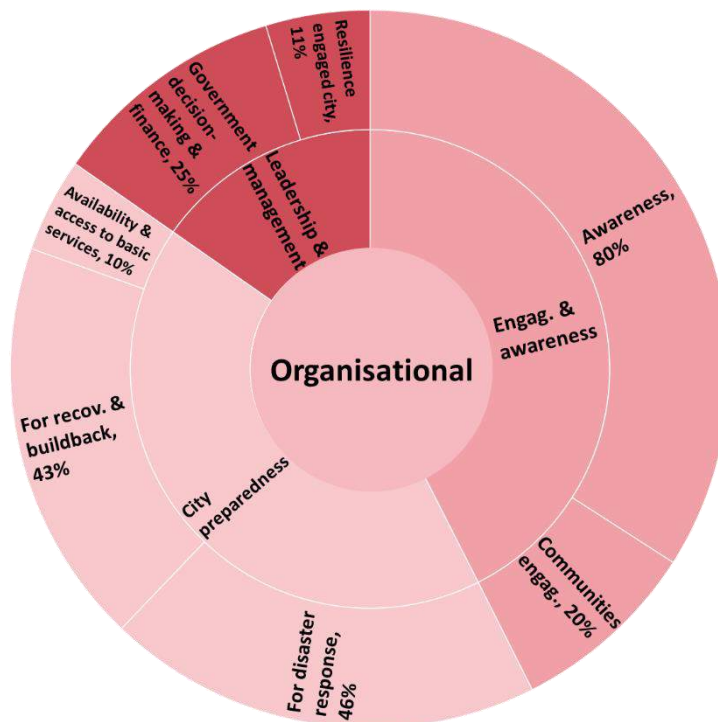 Organisational
Engag. &
awareness
Awareness,
80%
Communities
engag., 20%
City
preparedness
For disaster
response,
46%
For recov. &
buildback,
43%
Availability &
access to basic
services, 10%
Leadership &
management
Government
decision-
making &
finance, 25%
Resilience
engaged city,
11%